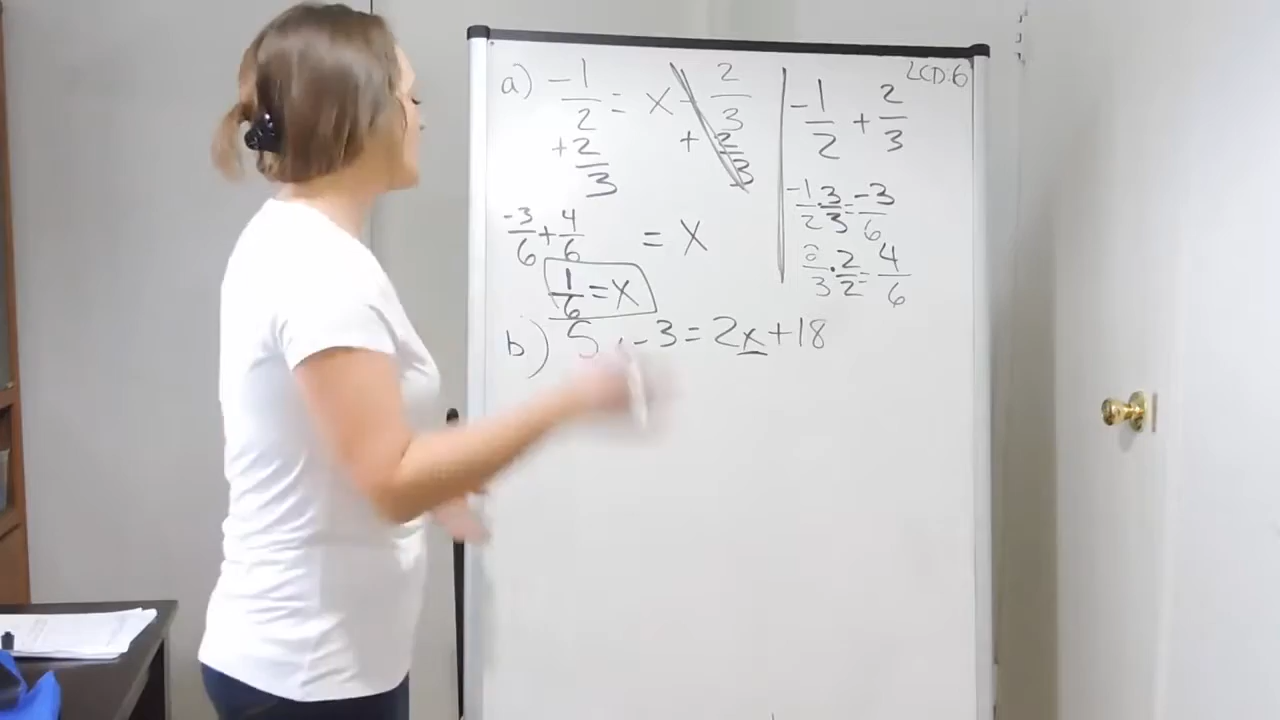 a) -1/2 = x - 2/3
+ 2/3 + 2/3
-3/6 + 4/6 = x
1/6 = x
LCD:6
-1/2 + 2/3
-1/2 · 3/3 = -3/6
2/3 · 2/2 = 4/6
b) 5 - 3 = 2x + 18